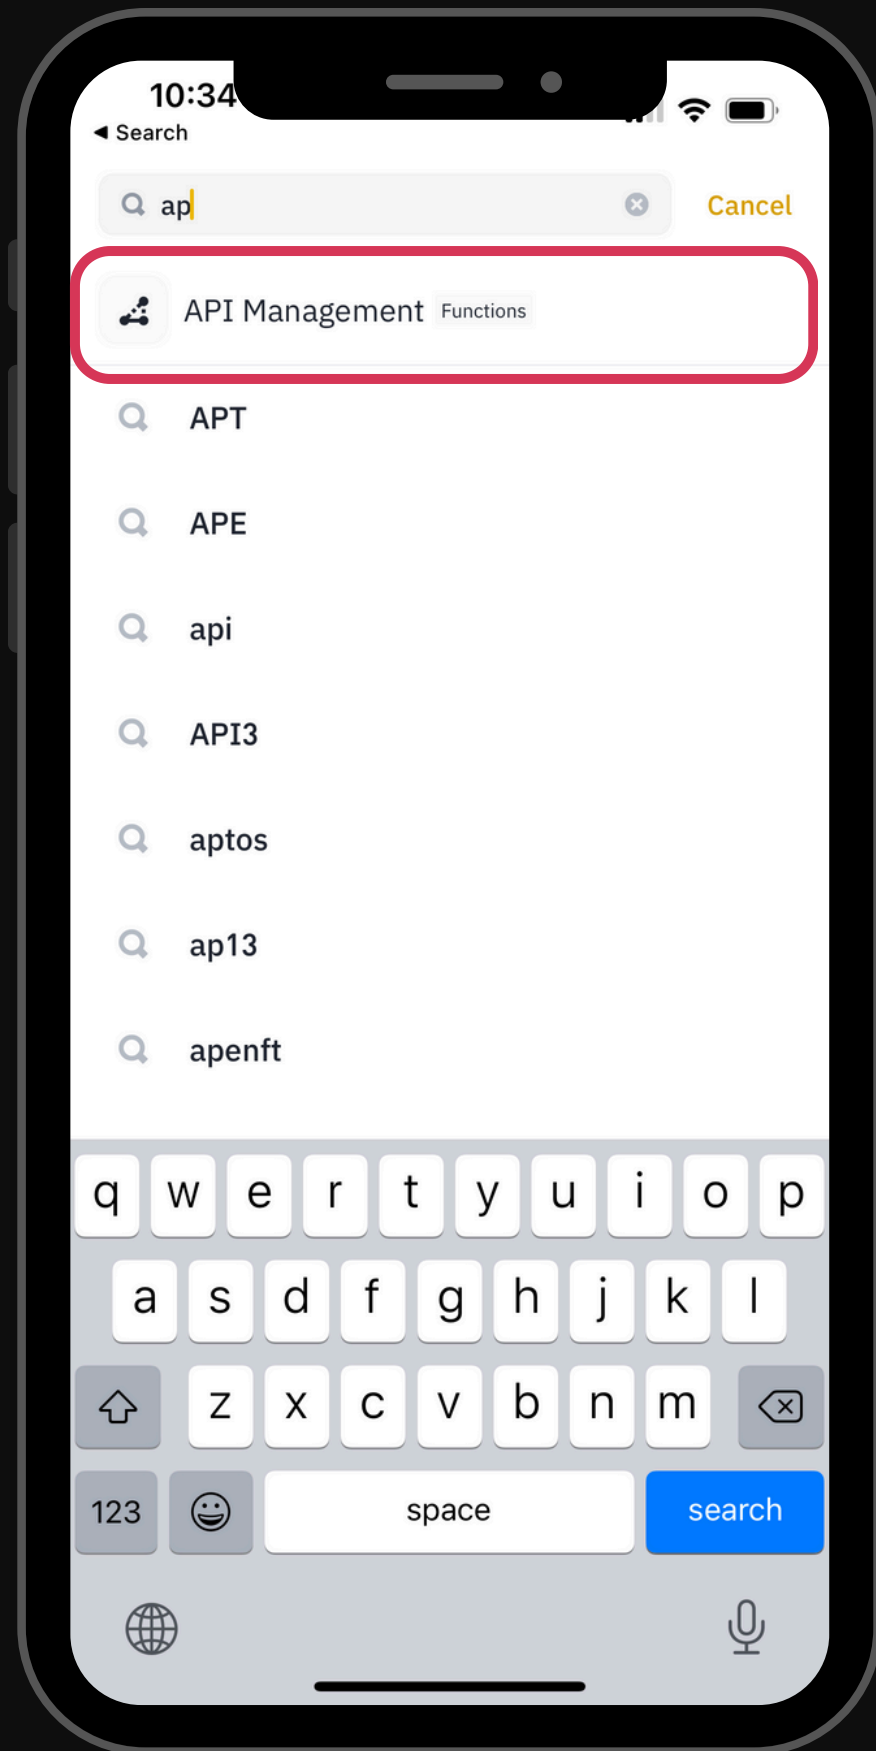 10:34
◀ Search
ap
Cancel
API Management Functions
APT
APE
api
API3
aptos
ap13
apenft
q w e r t y u i o p
a s d f g h j k l
z x c v b n m
123 space search